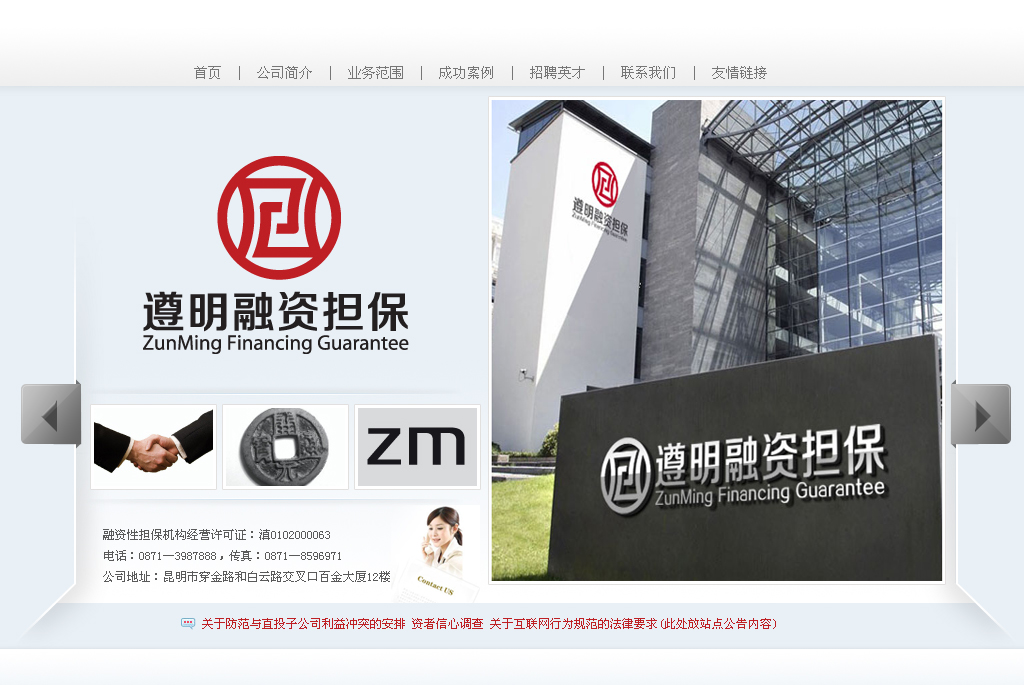 首页 | 公司简介 | 业务范围 | 成功案例 | 招聘英才 | 联系我们 | 友情链接
遵明融资担保
ZunMing Financing Guarantee
遵明融资担保
ZunMing Financing Guarantee
zm
遵明融资担保
ZunMing Financing Guarantee
融资性担保机构经营许可证：滇0102000063
电话：0871—3987888，传真：0871—8596971
公司地址：昆明市穿金路和白云路交叉口百金大厦12楼
Contact US
关于防范与直投子公司利益冲突的安排 资者信心调查 关于互联网行为规范的法律要求(此处放站点公告内容)